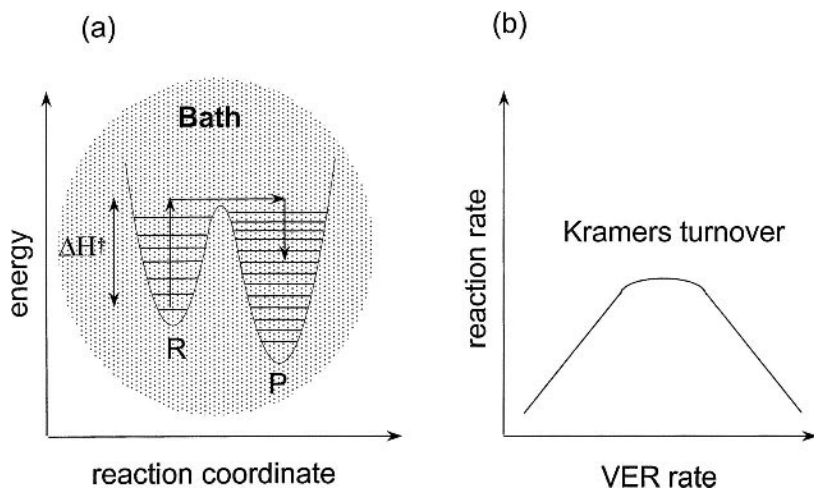 (a)
Bath
ΔH†
energy
R
P
reaction coordinate
(b)
Kramers turnover
reaction rate
VER rate